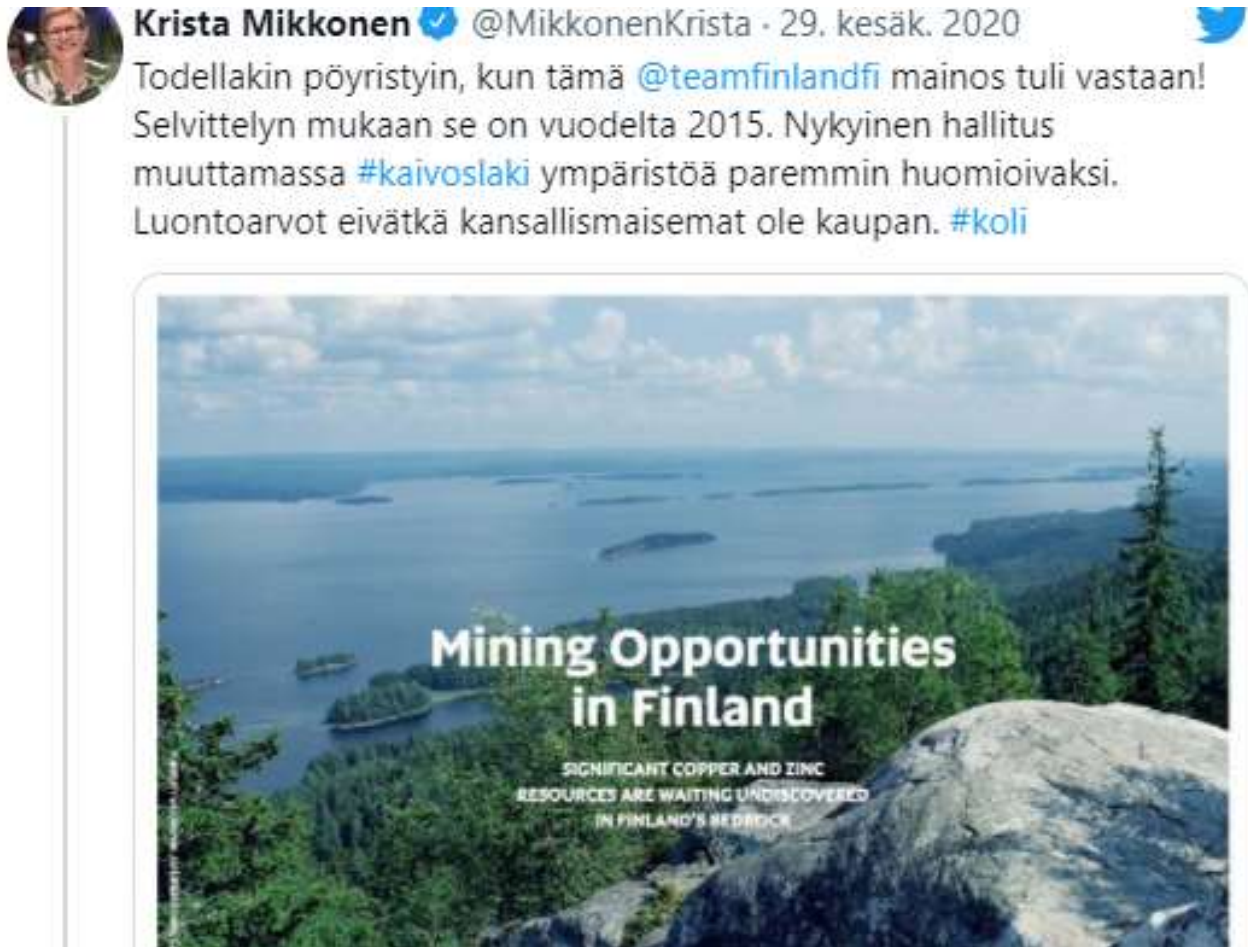 Krista Mikkonen @MikkonenKrista · 29. kesäk. 2020
Todellakin pöyristyin, kun tämä @teamfinlandfi mainos tuli vastaan!
Selvittelyn mukaan se on vuodelta 2015. Nykyinen hallitus
muuttamassa #kaivoslaki ympäristöä paremmin huomioivaksi.
Luontoarvot eivätkä kansallismaisemat ole kaupan. #koli
Mining Opportunities
in Finland
SIGNIFICANT COPPER AND ZINC
RESOURCES ARE WAITING UNDISCOVERED
IN FINLAND'S BEDROCK